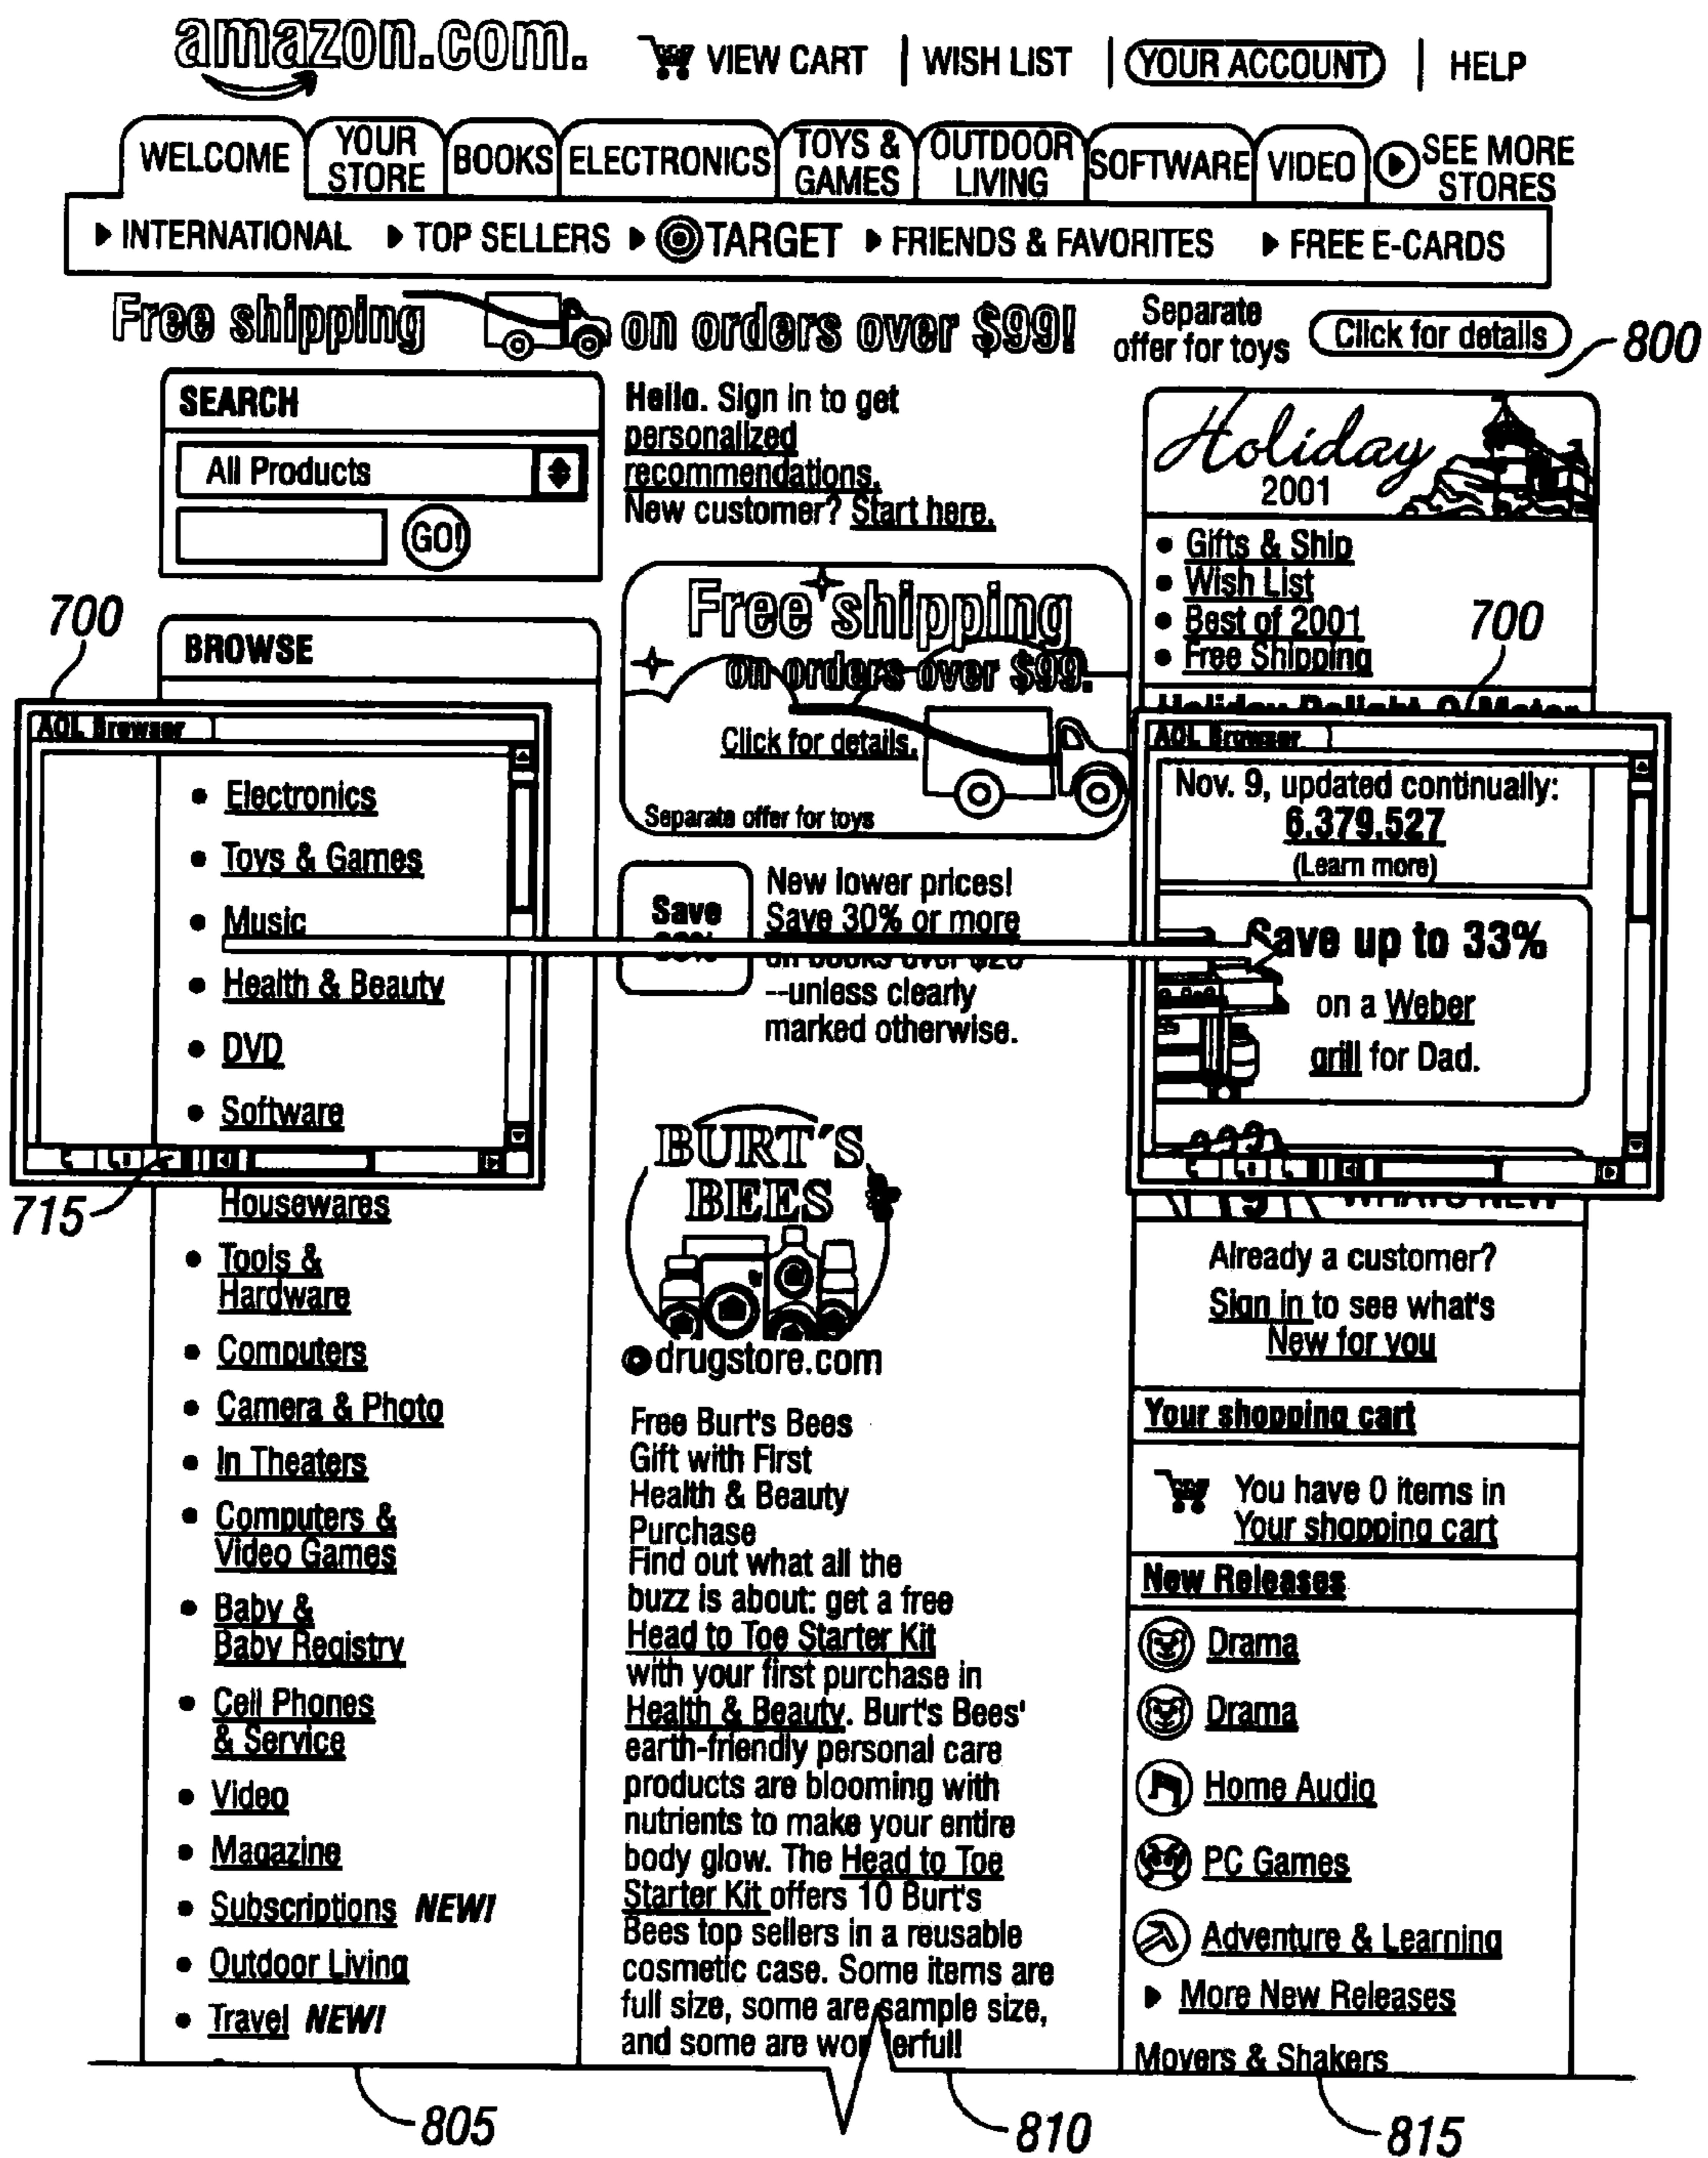 amazon.com.
VIEW CART | WISH LIST | YOUR ACCOUNT | HELP
WELCOME
YOUR
STORE
BOOKS
ELECTRONICS
TOYS &
GAMES
OUTDOOR
LIVING
SOFTWARE
VIDEO
SEE MORE
STORES
INTERNATIONAL
TOP SELLERS
TARGET
FRIENDS & FAVORITES
FREE E-CARDS
Free shipping on orders over $99!
Separate
offer for toys
Click for details
800
SEARCH
All Products
GO!
700
BROWSE
AOL Browser
• Electronics
• Toys & Games
• Music
• Health & Beauty
• DVD
• Software
715
Housewares
• Tools &
Hardware
• Computers
• Camera & Photo
• In Theaters
• Computers &
Video Games
• Baby &
Baby Registry
• Cell Phones
& Service
• Video
• Magazine
• Subscriptions NEW!
• Outdoor Living
• Travel NEW!
805
Hello. Sign in to get
personalized
recommendations.
New customer? Start here.
Free shipping
on orders over $99.
Click for details.
Separate offer for toys
Save
New lower prices!
Save 30% or more
on books over $20
--unless clearly
marked otherwise.
BURT'S
BEES
drugstore.com
Free Burt's Bees
Gift with First
Health & Beauty
Purchase
Find out what all the
buzz is about: get a free
Head to Toe Starter Kit
with your first purchase in
Health & Beauty. Burt's Bees'
earth-friendly personal care
products are blooming with
nutrients to make your entire
body glow. The Head to Toe
Starter Kit offers 10 Burt's
Bees top sellers in a reusable
cosmetic case. Some items are
full size, some are sample size,
and some are wonderful!
810
Holiday
2001
• Gifts & Ship
• Wish List
• Best of 2001
• Free Shipping
700
Holiday Delight-O-Meter
AOL Browser
Nov. 9, updated continually:
6,379,527
(Learn more)
Save up to 33%
on a Weber
grill for Dad.
WHAT'S NEW
Already a customer?
Sign in to see what's
New for you
Your shopping cart
You have 0 items in
Your shopping cart
New Releases
Drama
Drama
Home Audio
PC Games
Adventure & Learning
More New Releases
Movers & Shakers
815